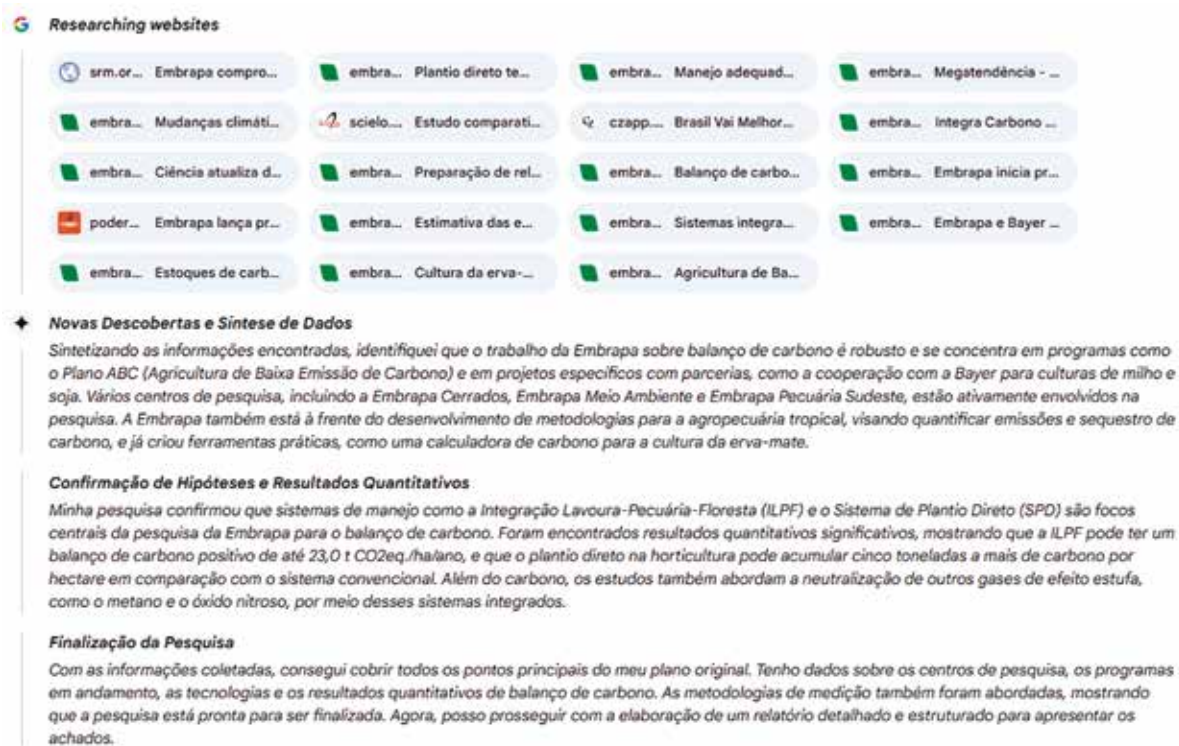 Researching websites
srm.or... Embrapa compro...
embra... Plantio direto te...
embra... Manejo adequad...
embra... Megatendência - ...
embra... Mudanças climáti...
scielo.... Estudo comparati...
czapp.... Brasil Vai Melhor...
embra... Integra Carbono ...
embra... Ciência atualiza d...
embra... Preparação de rel...
embra... Balanço de carbo...
embra... Embrapa inicia pr...
poder... Embrapa lança pr...
embra... Estimativa das e...
embra... Sistemas integra...
embra... Embrapa e Bayer ...
embra... Estoques de carb...
embra... Cultura da erva-...
embra... Agricultura de Ba...
Novas Descobertas e Síntese de Dados
Sintetizando as informações encontradas, identifiquei que o trabalho da Embrapa sobre balanço de carbono é robusto e se concentra em programas como
o Plano ABC (Agricultura de Baixa Emissão de Carbono) e em projetos específicos com parcerias, como a cooperação com a Bayer para culturas de milho e
soja. Vários centros de pesquisa, incluindo a Embrapa Cerrados, Embrapa Meio Ambiente e Embrapa Pecuária Sudeste, estão ativamente envolvidos na
pesquisa. A Embrapa também está à frente do desenvolvimento de metodologias para a agropecuária tropical, visando quantificar emissões e sequestro de
carbono, e já criou ferramentas práticas, como uma calculadora de carbono para a cultura da erva-mate.
Confirmação de Hipóteses e Resultados Quantitativos
Minha pesquisa confirmou que sistemas de manejo como a Integração Lavoura-Pecuária-Floresta (ILPF) e o Sistema de Plantio Direto (SPD) são focos
centrais da pesquisa da Embrapa para o balanço de carbono. Foram encontrados resultados quantitativos significativos, mostrando que a ILPF pode ter um
balanço de carbono positivo de até 23,0 t CO2eq./ha/ano, e que o plantio direto na horticultura pode acumular cinco toneladas a mais de carbono por
hectare em comparação com o sistema convencional. Além do carbono, os estudos também abordam a neutralização de outros gases de efeito estufa,
como o metano e o óxido nitroso, por meio desses sistemas integrados.
Finalização da Pesquisa
Com as informações coletadas, consegui cobrir todos os pontos principais do meu plano original. Tenho dados sobre os centros de pesquisa, os programas
em andamento, as tecnologias e os resultados quantitativos de balanço de carbono. As metodologias de medição também foram abordadas, mostrando
que a pesquisa está pronta para ser finalizada. Agora, posso prosseguir com a elaboração de um relatório detalhado e estruturado para apresentar os
achados.